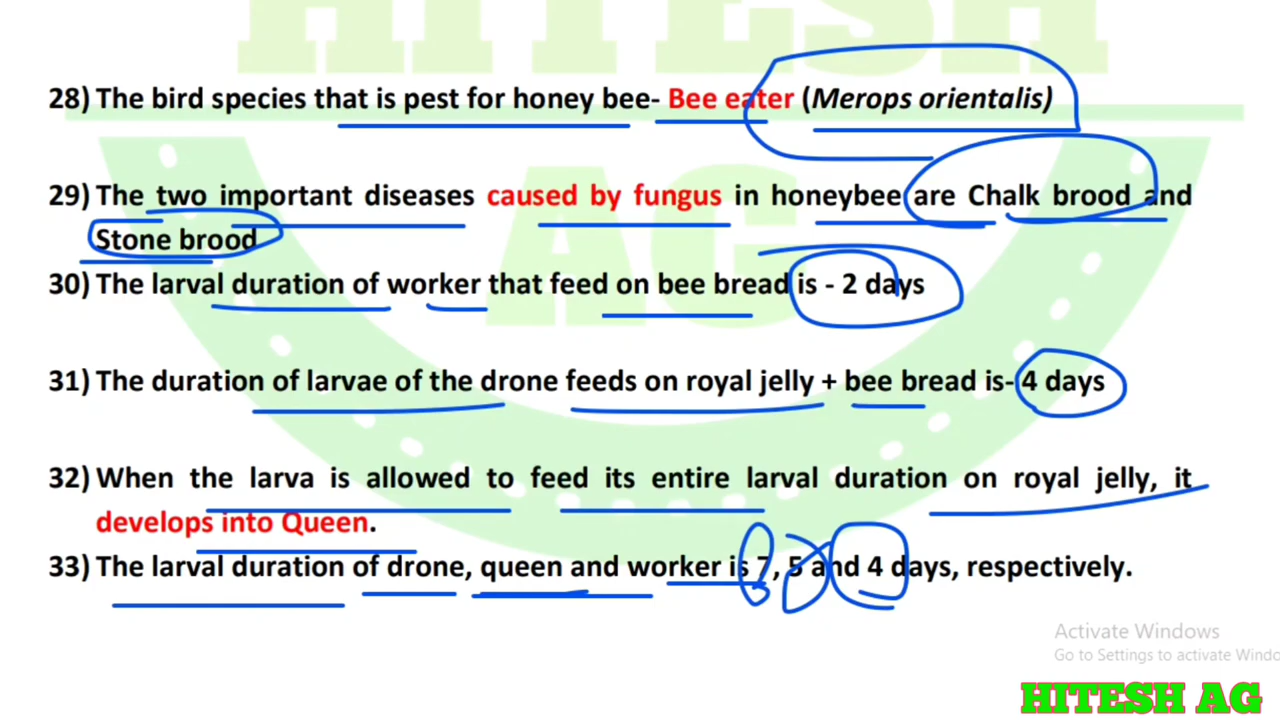 HITESH
28) The bird species that is pest for honey bee- Bee eater (Merops orientalis)
AG
29) The two important diseases caused by fungus in honeybee are Chalk brood and
Stone brood
30) The larval duration of worker that feed on bee bread is - 2 days
31) The duration of larvae of the drone feeds on royal jelly + bee bread is- 4 days
32) When the larva is allowed to feed its entire larval duration on royal jelly, it
develops into Queen.
33) The larval duration of drone, queen and worker is 7, 5 and 4 days, respectively.
Activate Windows
Go to Settings to activate Windo
HITESH AG